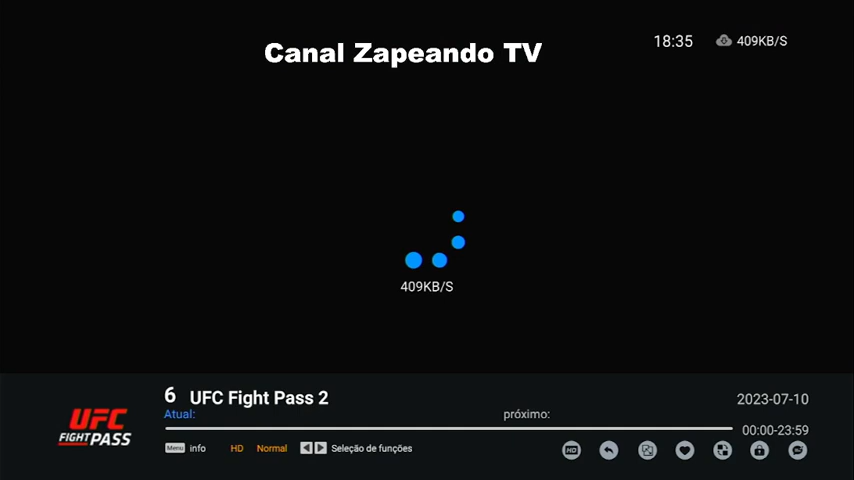 Canal Zapeando TV
18:35
409KB/S
409KB/S
6 UFC Fight Pass 2
2023-07-10
Atual:
próximo:
UFC
FIGHT PASS
00:00-23:59
Menu info HD Normal Seleção de funções
HD